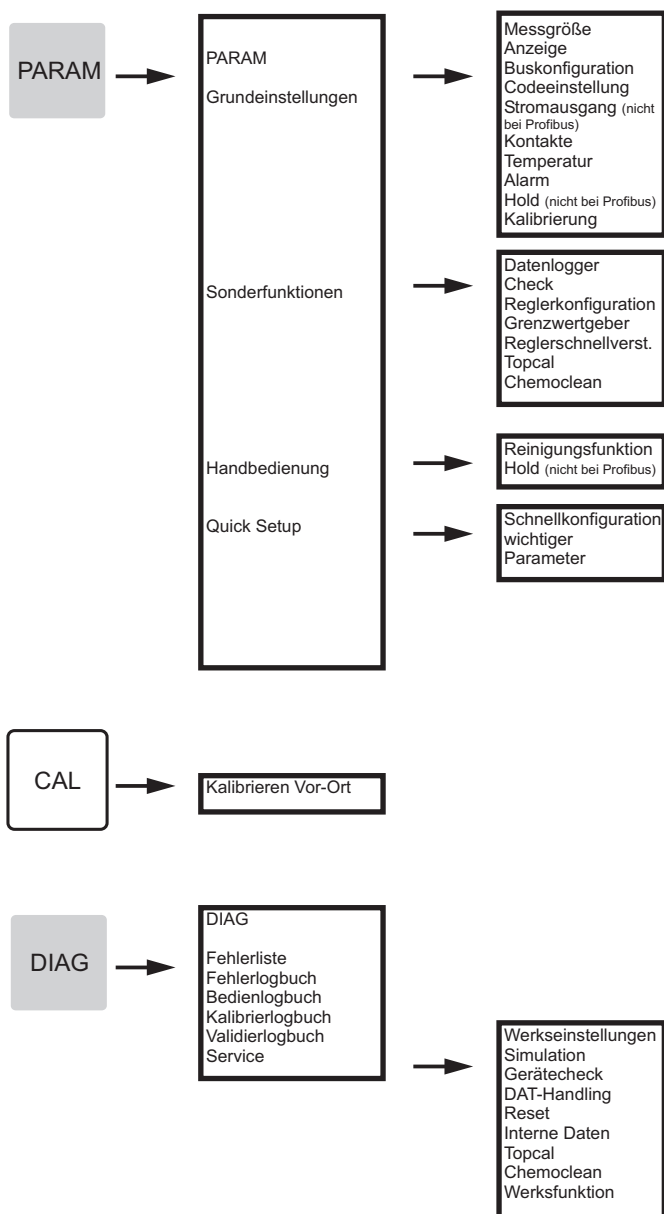 PARAM
PARAM
Grundeinstellungen
Messgröße
Anzeige
Buskonfiguration
Codeeinstellung
Stromausgang (nicht
bei Profibus)
Kontakte
Temperatur
Alarm
Hold (nicht bei Profibus)
Kalibrierung
Sonderfunktionen
Datenlogger
Check
Reglerkonfiguration
Grenzwertgeber
Reglerschnellverst.
Topcal
Chemoclean
Handbedienung
Reinigungsfunktion
Hold (nicht bei Profibus)
Quick Setup
Schnellkonfiguration
wichtiger
Parameter
CAL
Kalibrieren Vor-Ort
DIAG
DIAG
Fehlerliste
Fehlerlogbuch
Bedienlogbuch
Kalibrierlogbuch
Validierlogbuch
Service
Werkseinstellungen
Simulation
Gerätecheck
DAT-Handling
Reset
Interne Daten
Topcal
Chemoclean
Werksfunktion